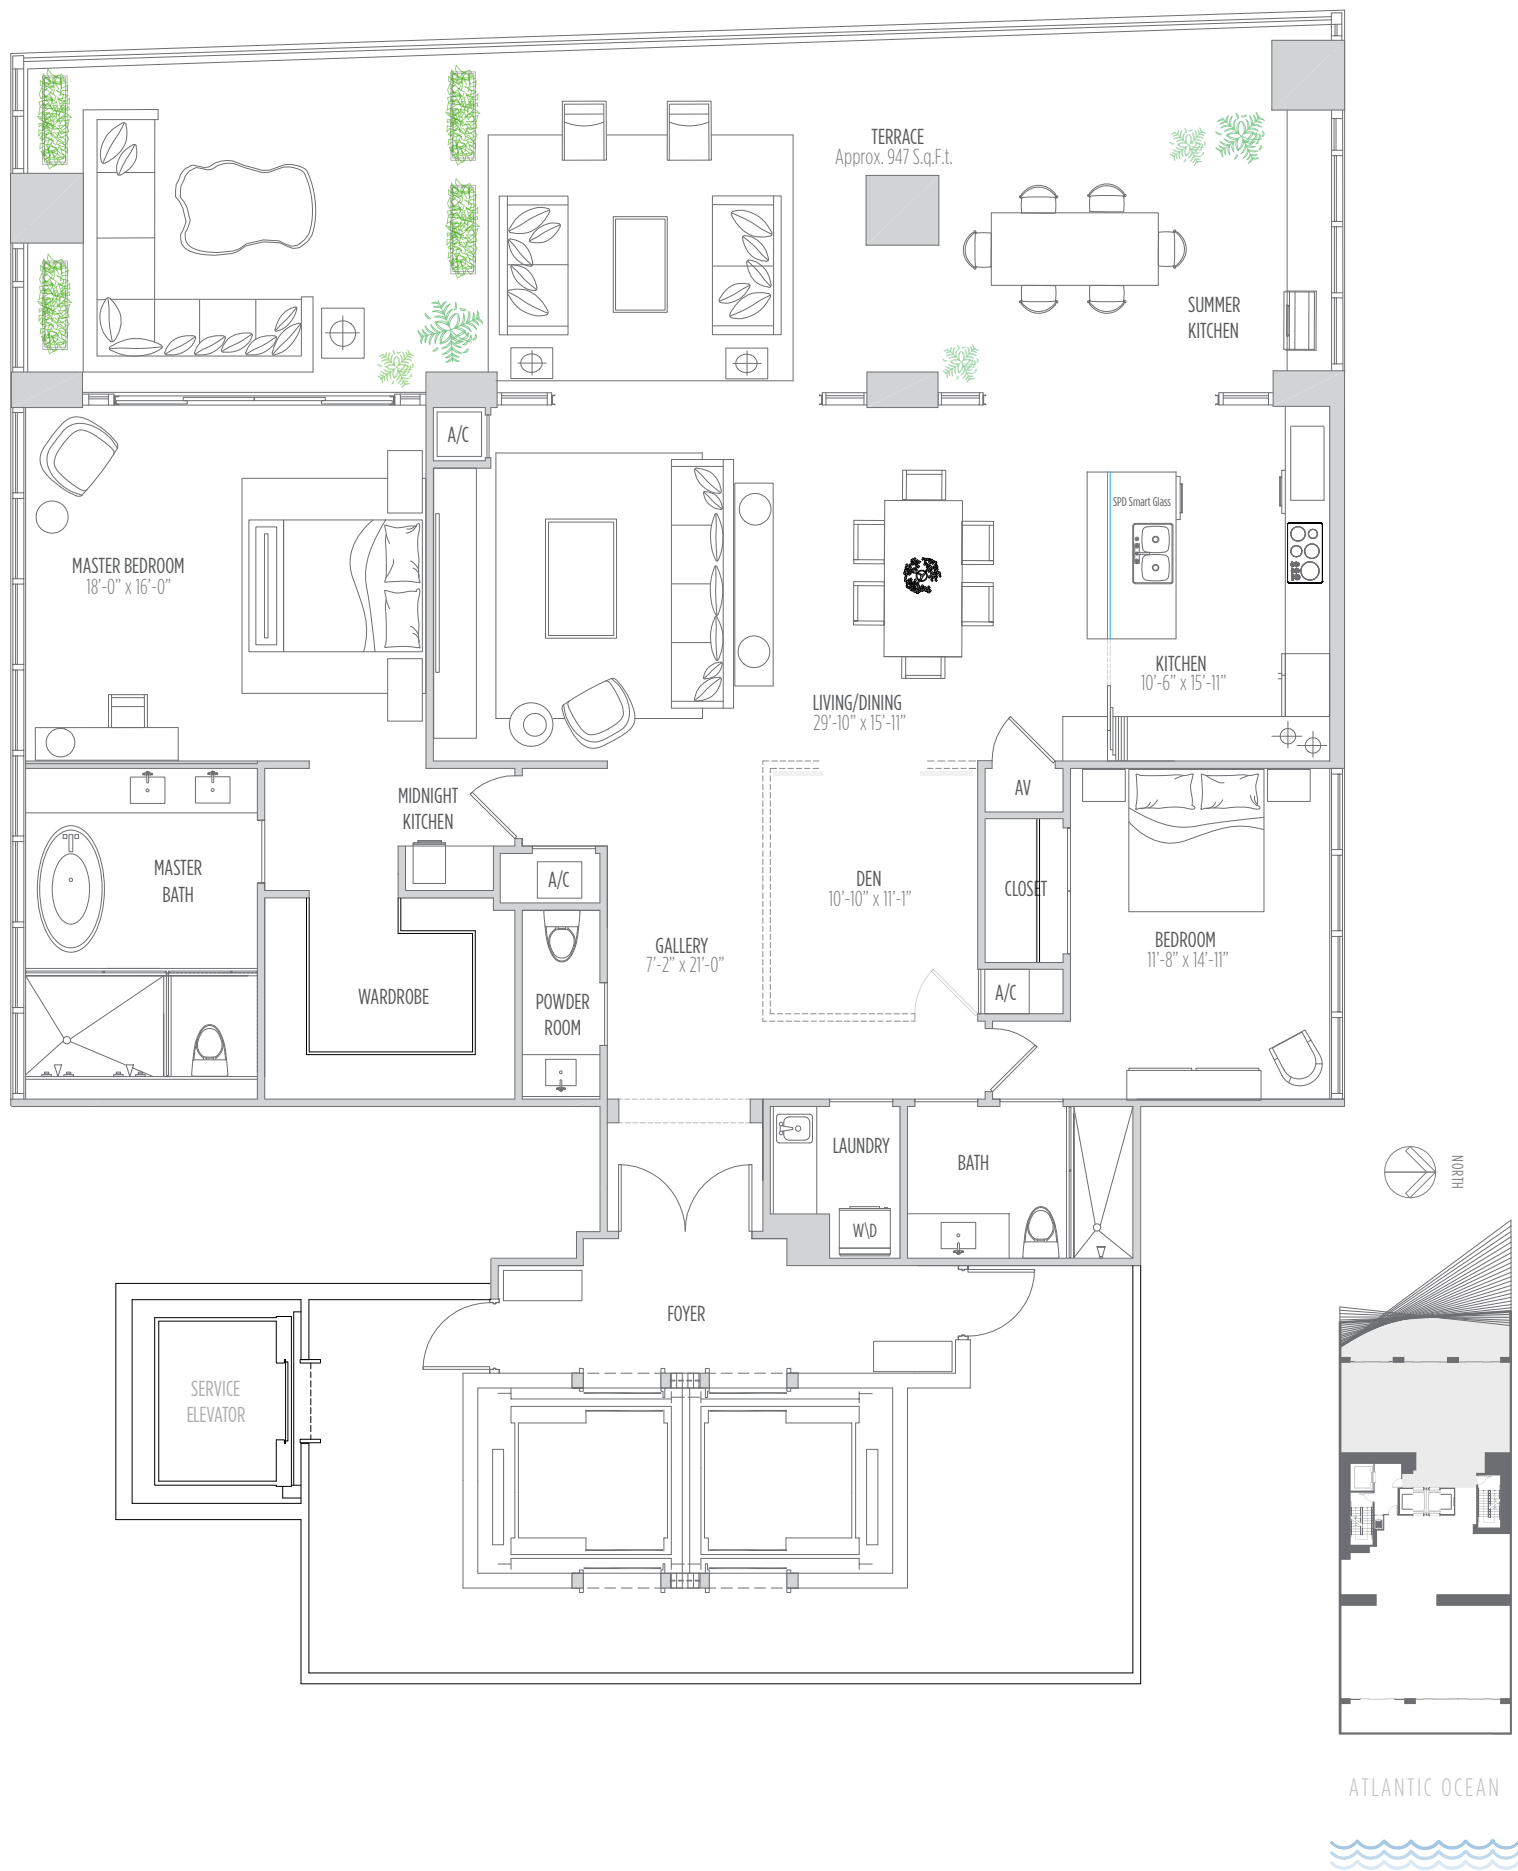 TERRACE
Approx. 947 S.q.F.t.
SUMMER
KITCHEN
A/C
SPD Smart Glass
MASTER BEDROOM
18'-0" x 16'-0"
KITCHEN
10'-6" x 15'-11"
LIVING/DINING
29'-10" x 15'-11"
MIDNIGHT
KITCHEN
AV
MASTER
BATH
A/C
DEN
10'-10" x 11'-1"
CLOSET
GALLERY
7'-2" x 21'-0"
BEDROOM
11'-8" x 14'-11"
WARDROBE
POWDER
ROOM
A/C
LAUNDRY
BATH
NORTH
W\D
FOYER
SERVICE
ELEVATOR
ATLANTIC OCEAN